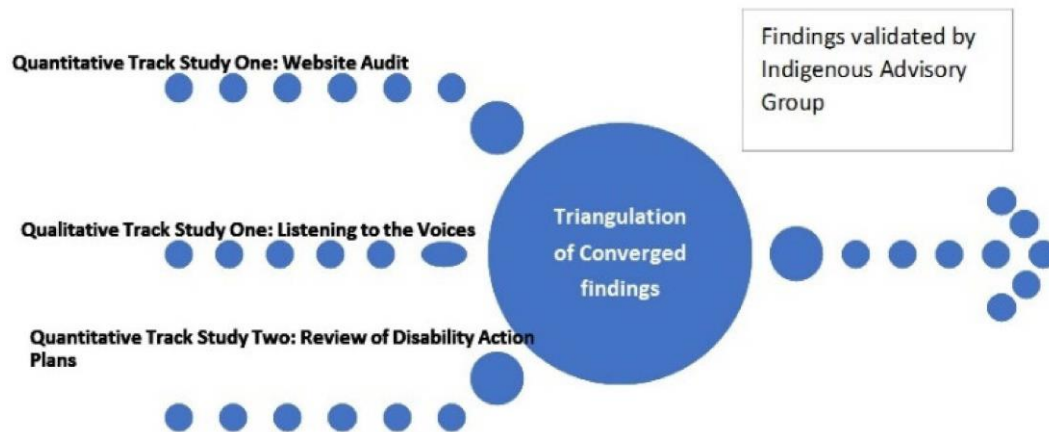 Quantitative Track Study One: Website Audit
Findings validated by
Indigenous Advisory
Group
Qualitative Track Study One: Listening to the Voices
Triangulation
of Converged
findings
Quantitative Track Study Two: Review of Disability Action
Plans